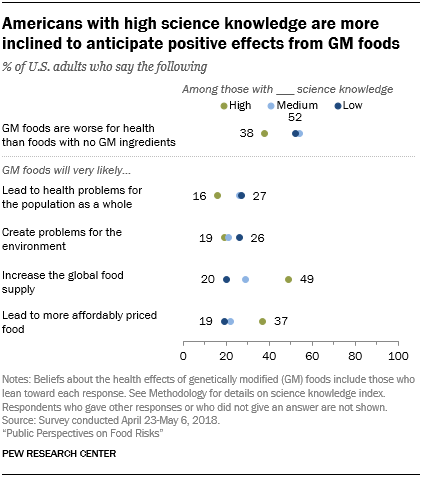 Americans with high science knowledge are more
inclined to anticipate positive effects from GM foods
% of U.S. adults who say the following
Among those with ___ science knowledge
High Medium Low
52
GM foods are worse for health
than foods with no GM ingredients
38
GM foods will very likely...
Lead to health problems for
the population as a whole
16 27
Create problems for the
environment
19 26
Increase the global food
supply
20 49
Lead to more affordably priced
food
19 37
0 20 40 60 80 100
Notes: Beliefs about the health effects of genetically modified (GM) foods include those who
lean toward each response. See Methodology for details on science knowledge index.
Respondents who gave other responses or who did not give an answer are not shown.
Source: Survey conducted April 23-May 6, 2018.
“Public Perspectives on Food Risks”
PEW RESEARCH CENTER